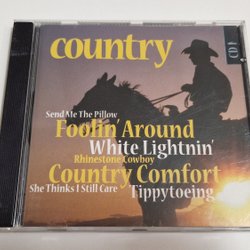 country
CD 1
Send Me The Pillow
Foolin' Around
White Lightnin'
Rhinestone Cowboy
Country Comfort
She Thinks I Still Care
Tippytoeing